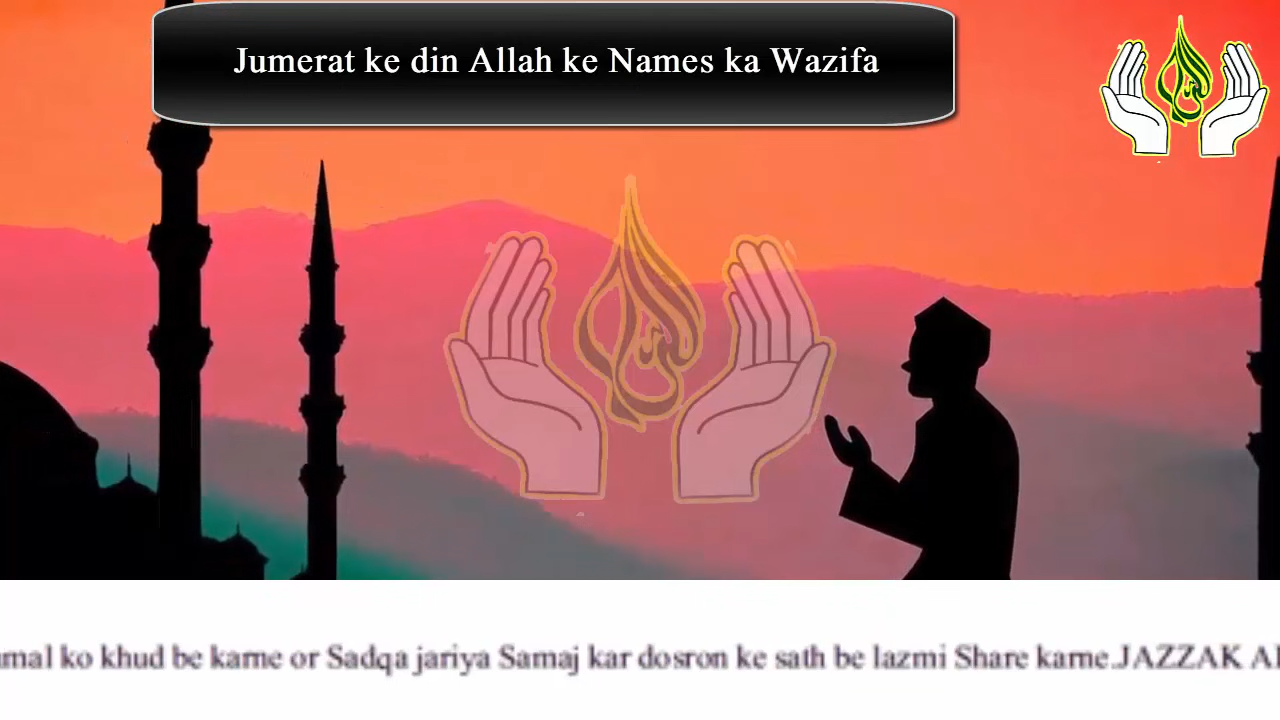 Jumerat ke din Allah ke Names ka Wazifa
ko khud be karne or Sadqa jariya Samaj kar dosron ke sath be lazmi Share karne.JAZZAK